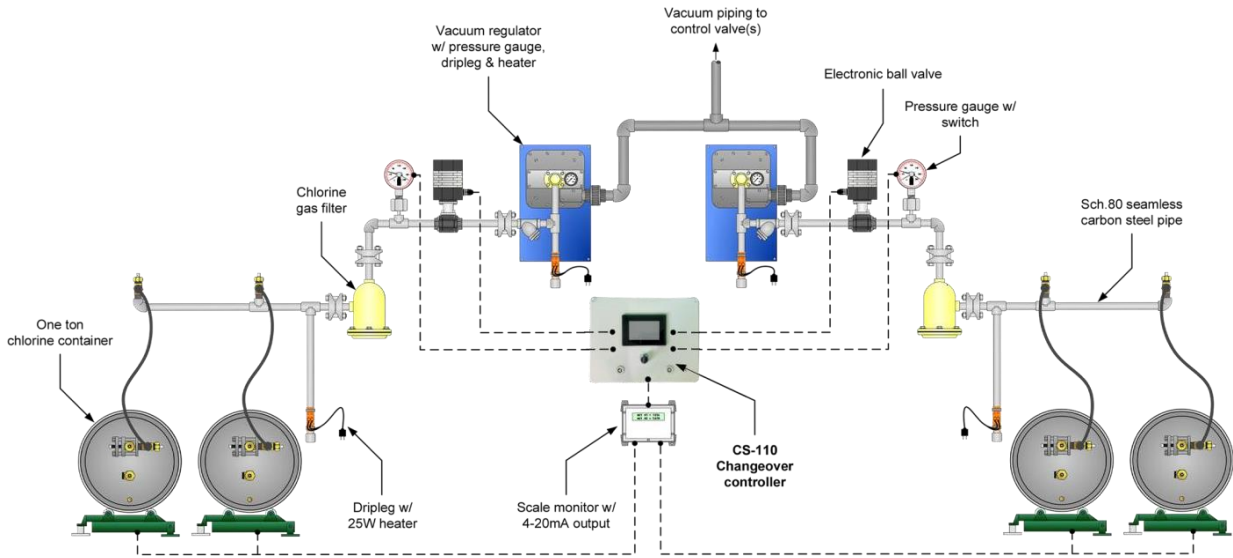 Vacuum piping to
control valve(s)
Vacuum regulator
w/ pressure gauge,
dripleg & heater
Electronic ball valve
Pressure gauge w/
switch
Chlorine
gas filter
Sch.80 seamless
carbon steel pipe
One ton
chlorine container
CS-110
Changeover
controller
Dripleg w/
25W heater
Scale monitor w/
4-20mA output